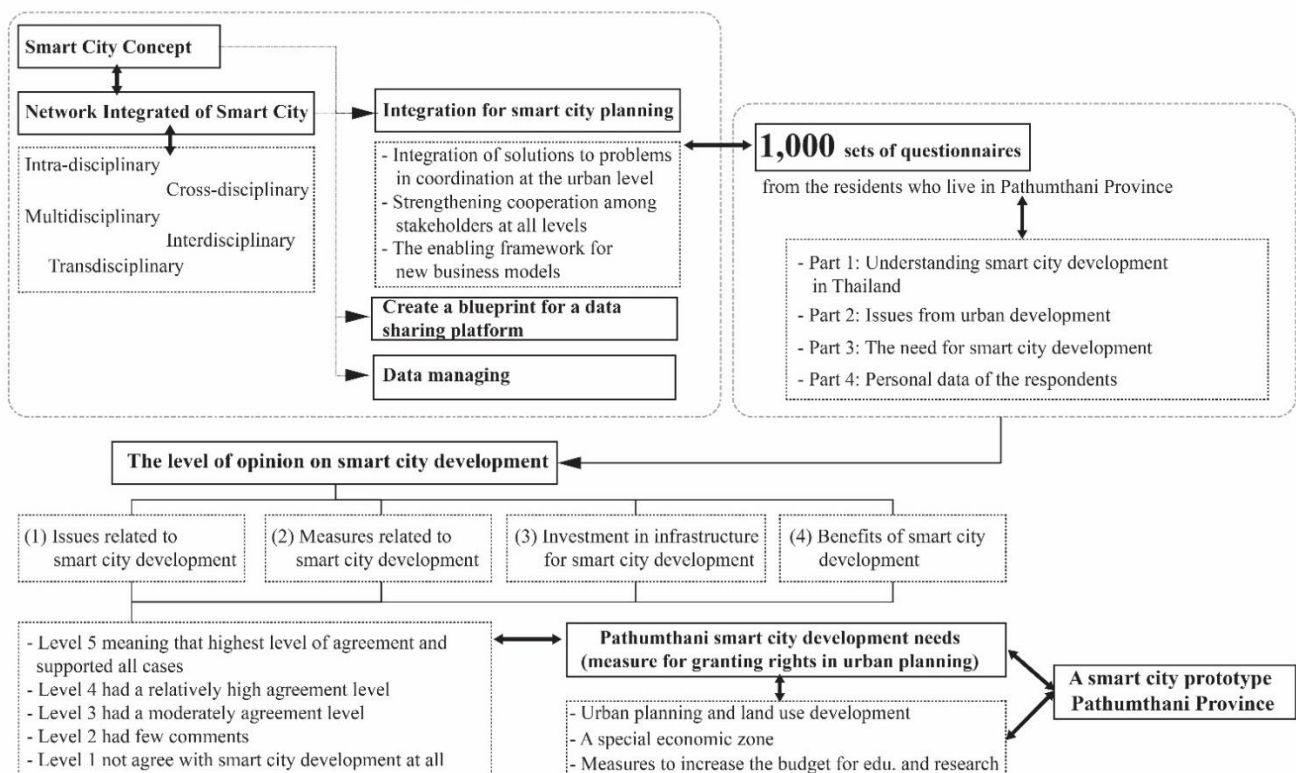 Smart City Concept
Network Integrated of Smart City
Intra-disciplinary
Cross-disciplinary
Multidisciplinary
Interdisciplinary
Transdisciplinary
Integration for smart city planning
- Integration of solutions to problems
in coordination at the urban level
- Strengthening cooperation among
stakeholders at all levels
- The enabling framework for
new business models
Create a blueprint for a data
sharing platform
Data managing
1,000 sets of questionnaires
from the residents who live in Pathumthani Province
- Part 1: Understanding smart city development
in Thailand
- Part 2: Issues from urban development
- Part 3: The need for smart city development
- Part 4: Personal data of the respondents
The level of opinion on smart city development
(1) Issues related to
smart city development
(2) Measures related to
smart city development
(3) Investment in infrastructure
for smart city development
(4) Benefits of smart city
development
- Level 5 meaning that highest level of agreement and
supported all cases
- Level 4 had a relatively high agreement level
- Level 3 had a moderately agreement level
- Level 2 had few comments
- Level 1 not agree with smart city development at all
Pathumthani smart city development needs
(measure for granting rights in urban planning)
- Urban planning and land use development
- A special economic zone
- Measures to increase the budget for edu. and research
A smart city prototype
Pathumthani Province